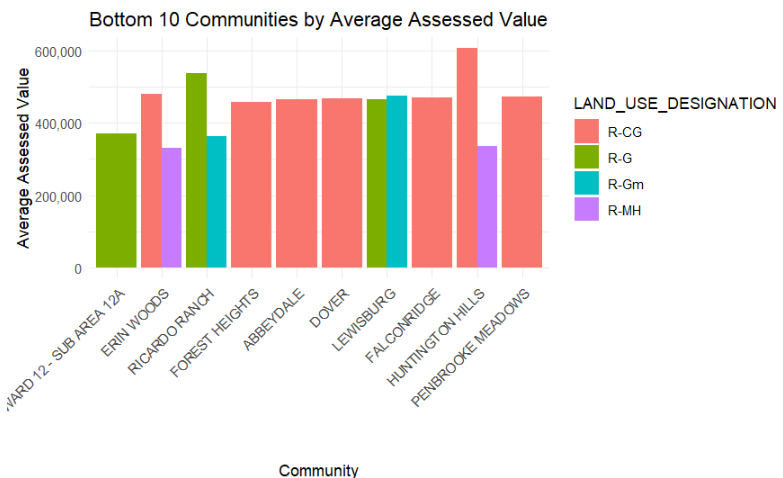 Bottom 10 Communities by Average Assessed Value
Average Assessed Value
600,000
400,000
200,000
0
12 - SUB AREA 12A
ERIN WOODS
RICARDO RANCH
FOREST HEIGHTS
ABBEYDALE
DOVER
LEWISBURG
FALCONRIDGE
HUNTINGTON HILLS
PENBROOKE MEADOWS
Community
LAND_USE_DESIGNATION
R-CG
R-G
R-Gm
R-MH